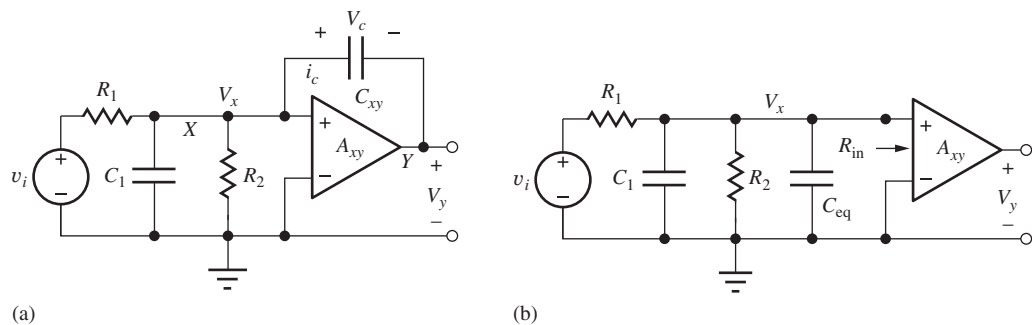 + V_c −
i_c
C_xy
R_1
V_x
X
+
A_xy
Y
−
+
v_i
−
C_1
R_2
+
V_y
−
(a)
R_1
V_x
+
R_in
A_xy
−
+
v_i
−
C_1
R_2
C_eq
+
V_y
−
(b)